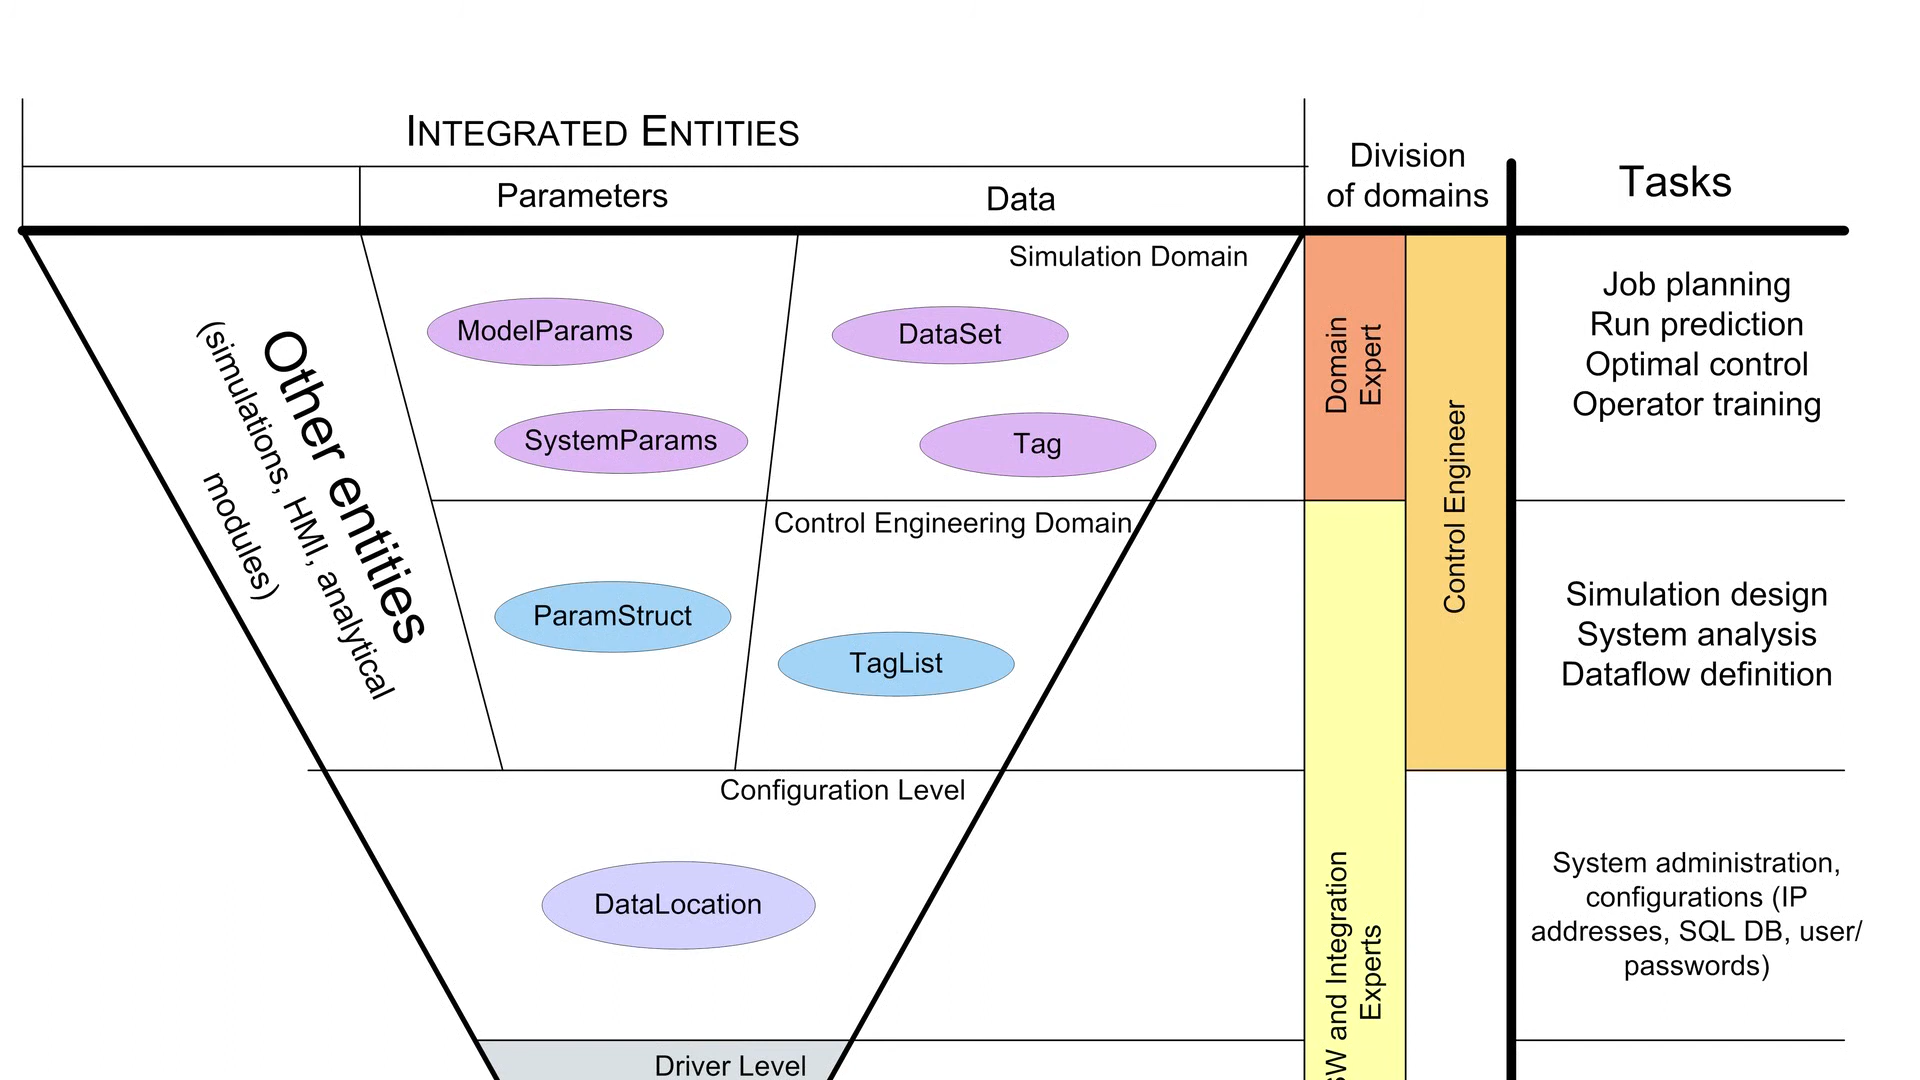 INTEGRATED ENTITIES
Parameters
Data
Division
of domains
Tasks
Simulation Domain
Other entities
(simulations, HMI, analytical
modules)
ModelParams
DataSet
SystemParams
Tag
Domain
Expert
Control Engineer
Job planning
Run prediction
Optimal control
Operator training
Control Engineering Domain
ParamStruct
TagList
Simulation design
System analysis
Dataflow definition
Configuration Level
DataLocation
and Integration
Experts
System administration,
configurations (IP
addresses, SQL DB, user/
passwords)
Driver Level